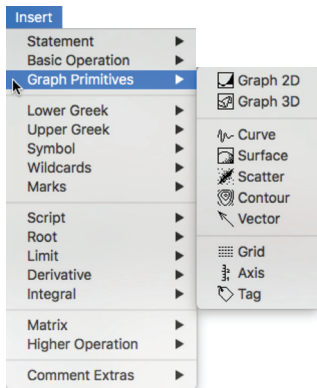 Insert
Statement
Basic Operation
Graph Primitives
Lower Greek
Upper Greek
Symbol
Wildcards
Marks
Script
Root
Limit
Derivative
Integral
Matrix
Higher Operation
Comment Extras
Graph 2D
Graph 3D
Curve
Surface
Scatter
Contour
Vector
Grid
Axis
Tag